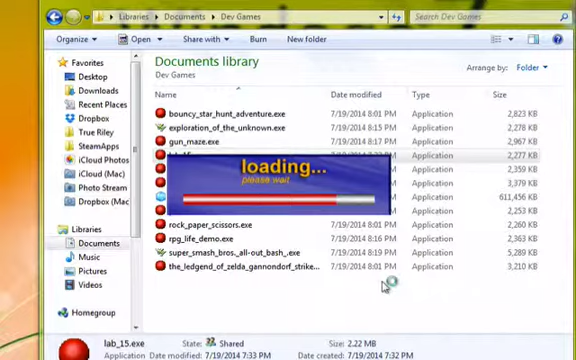 Libraries Documents Dev Games
Search Dev Games
Organize Open Share with Burn New folder
Favorites
Desktop
Downloads
Recent Places
Dropbox
True Riley
SteamApps
iCloud Photos
iCloud (Mac)
Photo Stream
Dropbox (Mac)
Libraries
Documents
Music
Pictures
Videos
Homegroup
Documents library
Dev Games
Arrange by: Folder
Name Date modified Type Size
bouncy_star_hunt_adventure.exe 7/19/2014 8:01 PM Application 2,823 KB
exploration_of_the_unknown.exe 7/19/2014 8:15 PM Application 2,278 KB
gun_maze.exe 7/19/2014 8:01 PM Application 2,967 KB
Application 2,277 KB
loading...
please wait
Application 2,359 KB
Application 3,379 KB
Application 611,456 KB
Application 2,253 KB
rock_paper_scissors.exe 7/19/2014 8:01 PM Application 2,260 KB
rpg_life_demo.exe 7/19/2014 8:16 PM Application 2,363 KB
super_smash_bros._all-out_bash_.exe 7/19/2014 8:19 PM Application 5,289 KB
the_ledgend_of_zelda_gannondorf_strike... 7/19/2014 8:01 PM Application 3,210 KB
lab_15.exe State: Shared Size: 2.22 MB
Application Date modified: 7/19/2014 7:33 PM Date created: 7/19/2014 7:32 PM